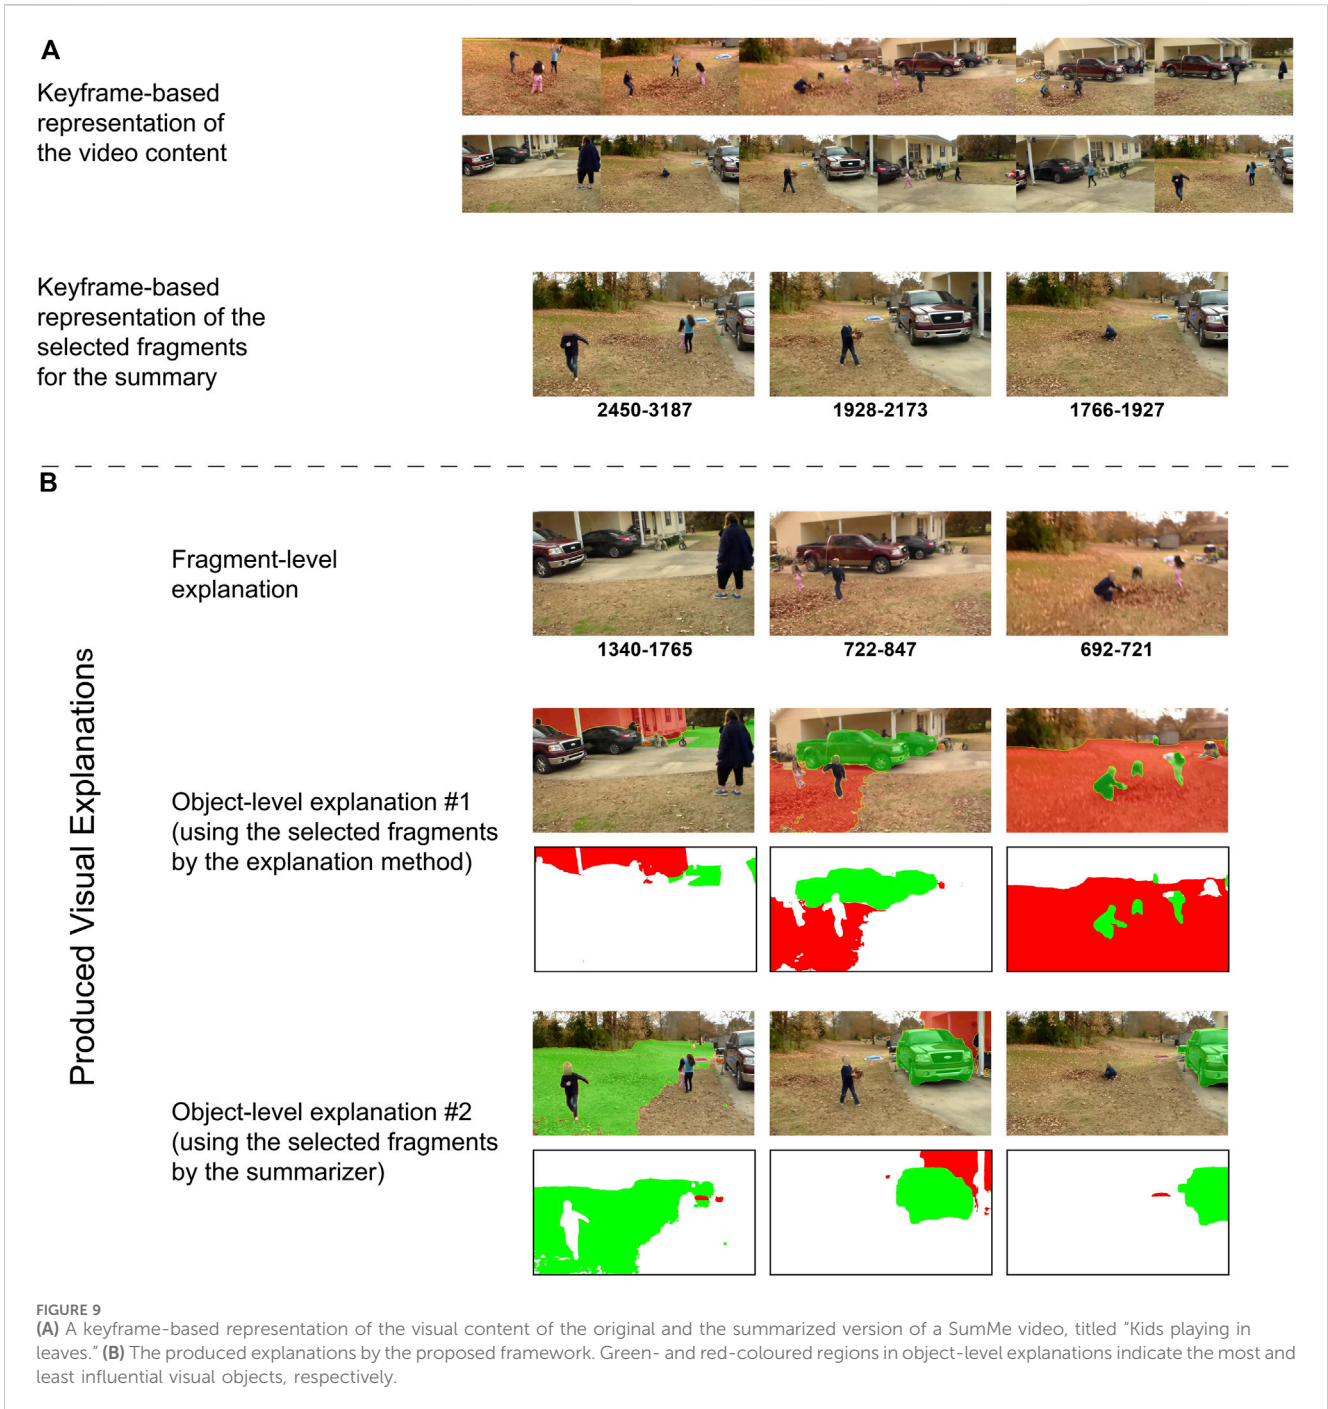 A
Keyframe-based
representation of
the video content
Keyframe-based
representation of the
selected fragments
for the summary
2450-3187
1928-2173
1766-1927
B
Produced Visual Explanations
Fragment-level
explanation
1340-1765
722-847
692-721
Object-level explanation #1
(using the selected fragments
by the explanation method)
Object-level explanation #2
(using the selected fragments
by the summarizer)
FIGURE 9
(A) A keyframe-based representation of the visual content of the original and the summarized version of a SumMe video, titled “Kids playing in
leaves.” (B) The produced explanations by the proposed framework. Green- and red-coloured regions in object-level explanations indicate the most and
least influential visual objects, respectively.